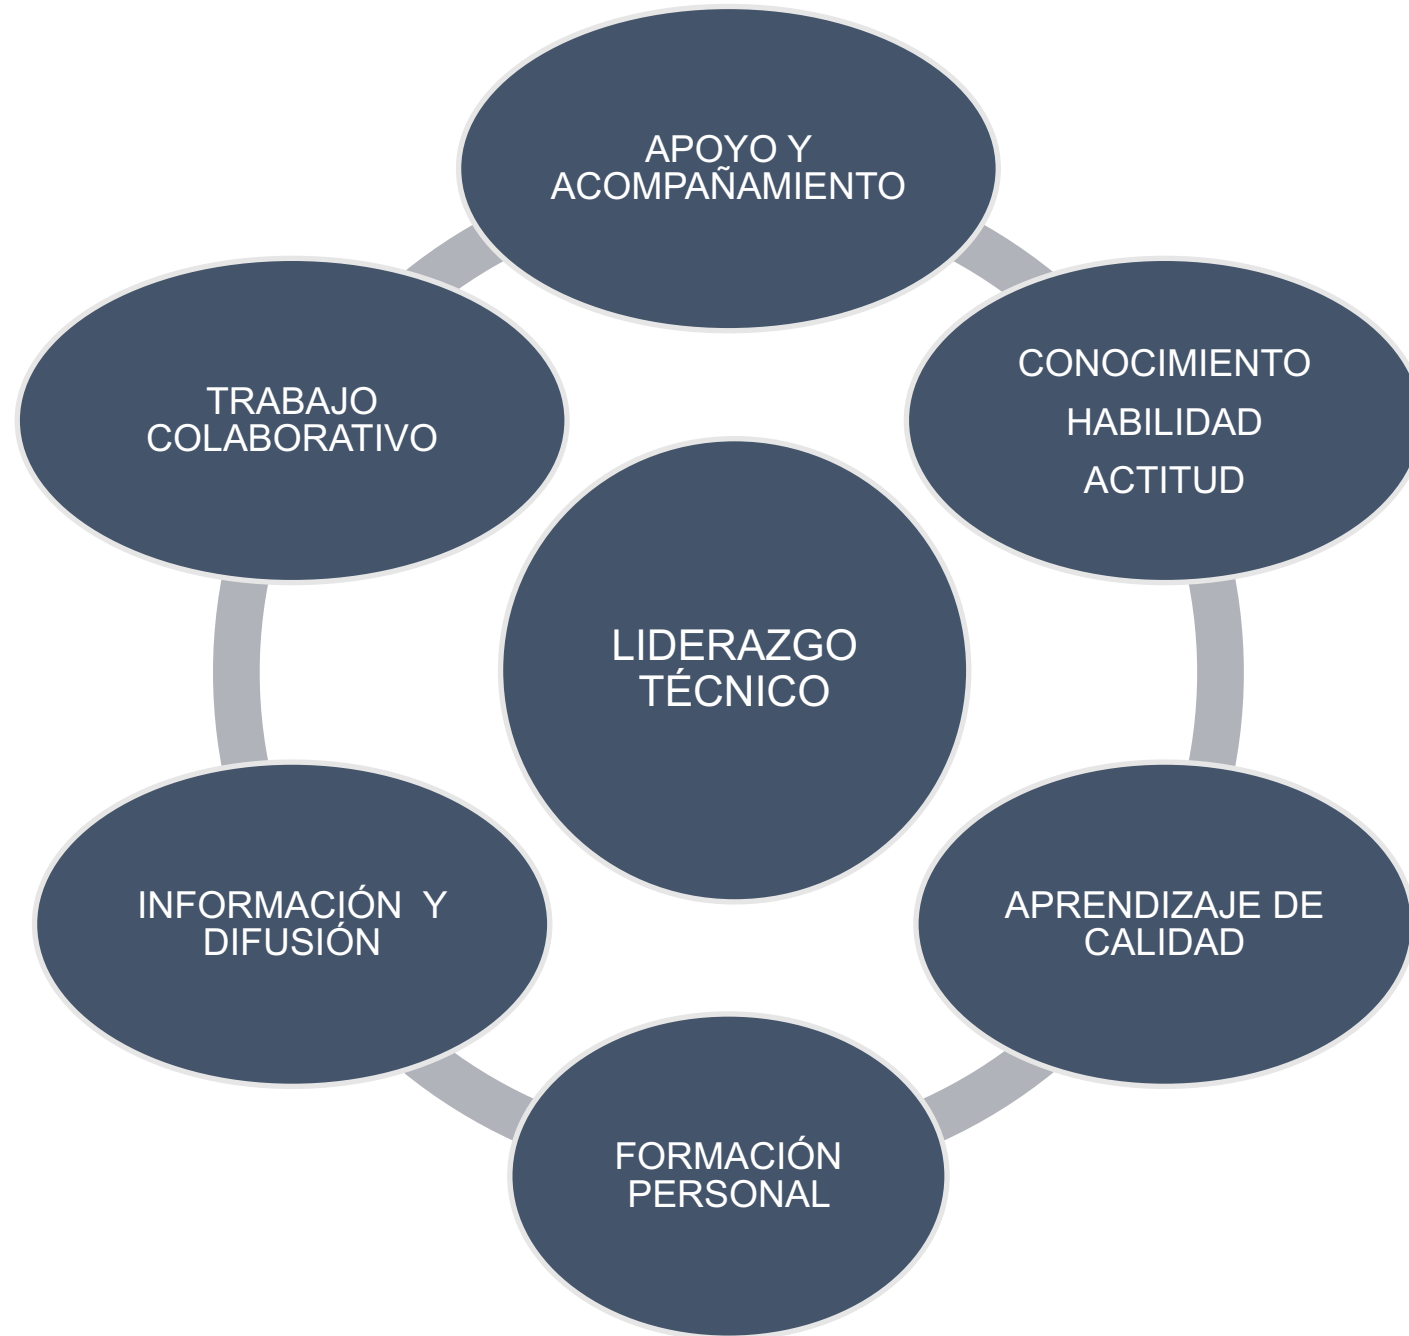 APOYO Y
ACOMPAÑAMIENTO
CONOCIMIENTO
HABILIDAD
ACTITUD
TRABAJO
COLABORATIVO
LIDERAZGO
TÉCNICO
INFORMACIÓN Y
DIFUSIÓN
APRENDIZAJE DE
CALIDAD
FORMACIÓN
PERSONAL